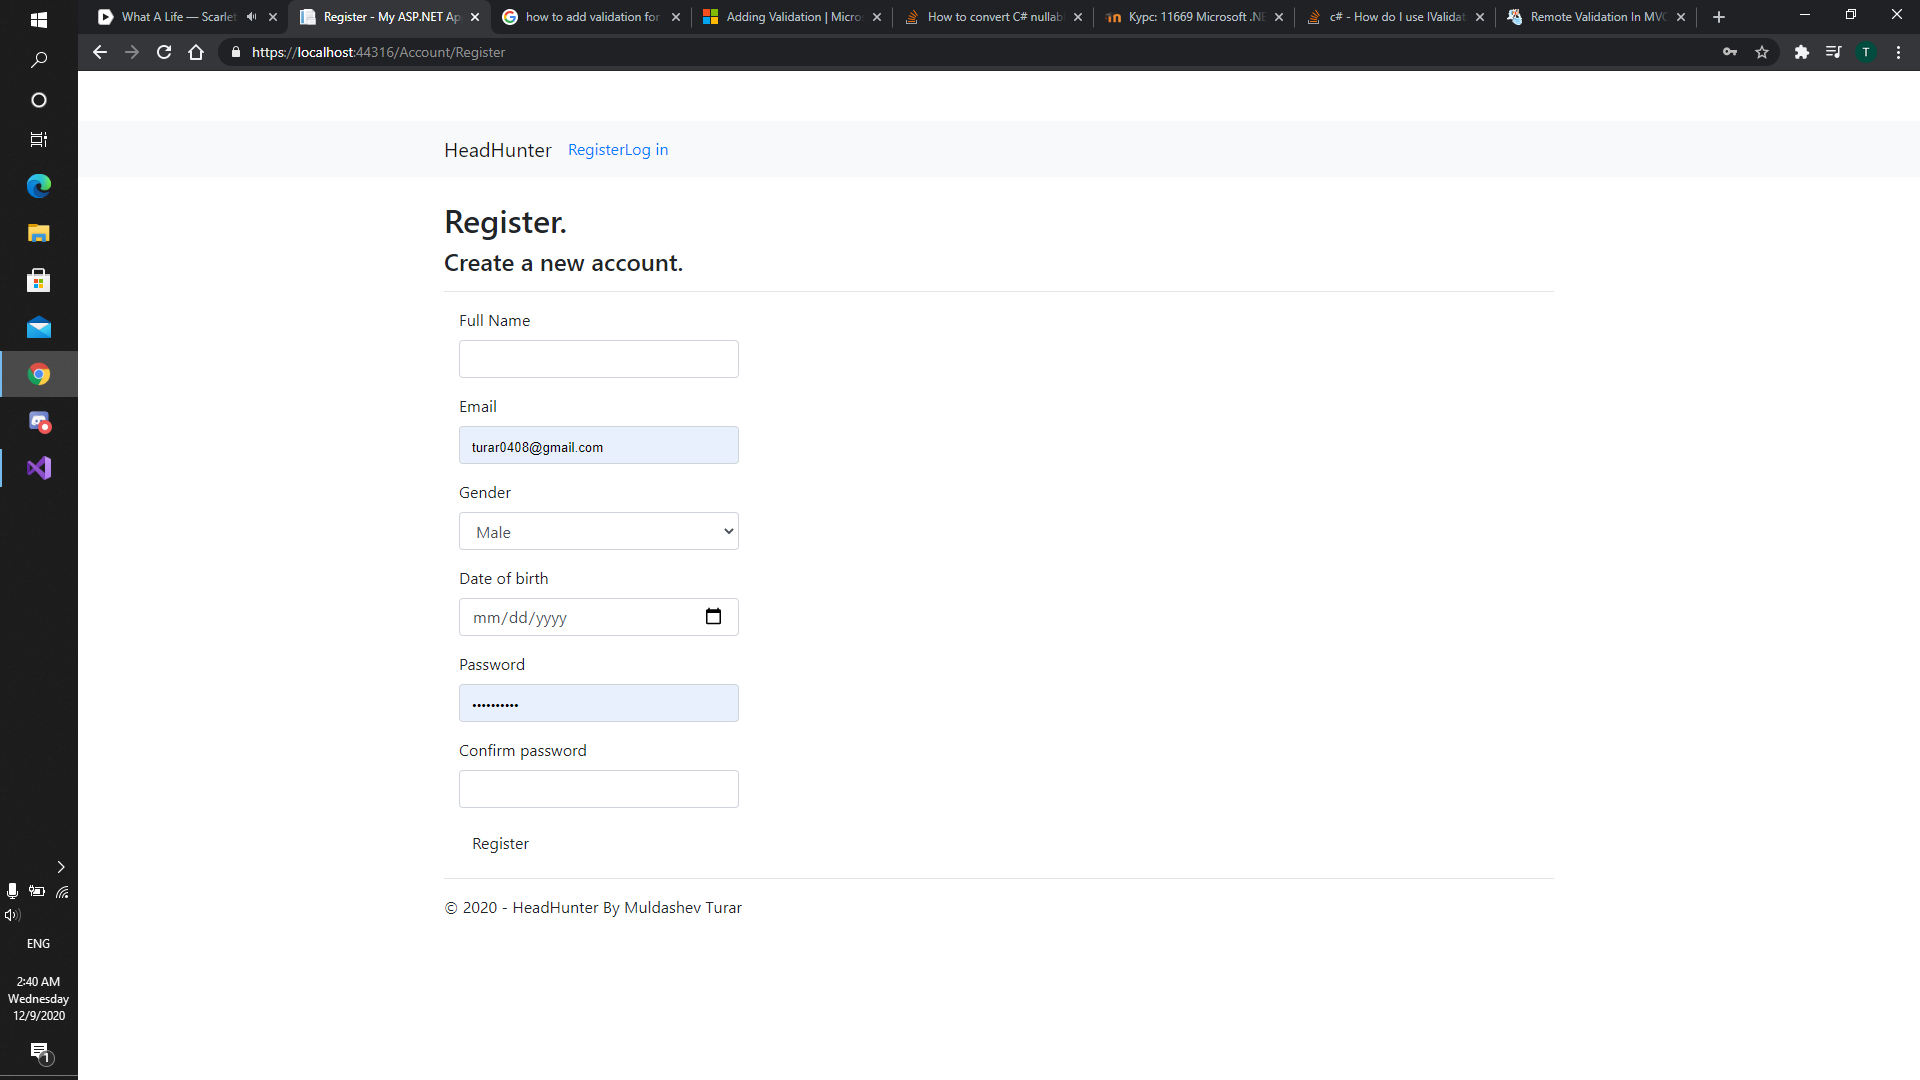 What A Life — Scarlet
Register - My ASP.NET Ap
how to add validation for
Adding Validation | Micro
How to convert C# nullab
Курс: 11669 Microsoft .NE
c# - How do I use IValidat
Remote Validation In MVC
https://localhost:44316/Account/Register
T
HeadHunter RegisterLog in
Register.
Create a new account.
Full Name
Email
turar0408@gmail.com
Gender
Male
Date of birth
mm/dd/yyyy
Password
••••••••••
Confirm password
Register
© 2020 - HeadHunter By Muldashev Turar
ENG
2:40 AM
Wednesday
12/9/2020
1